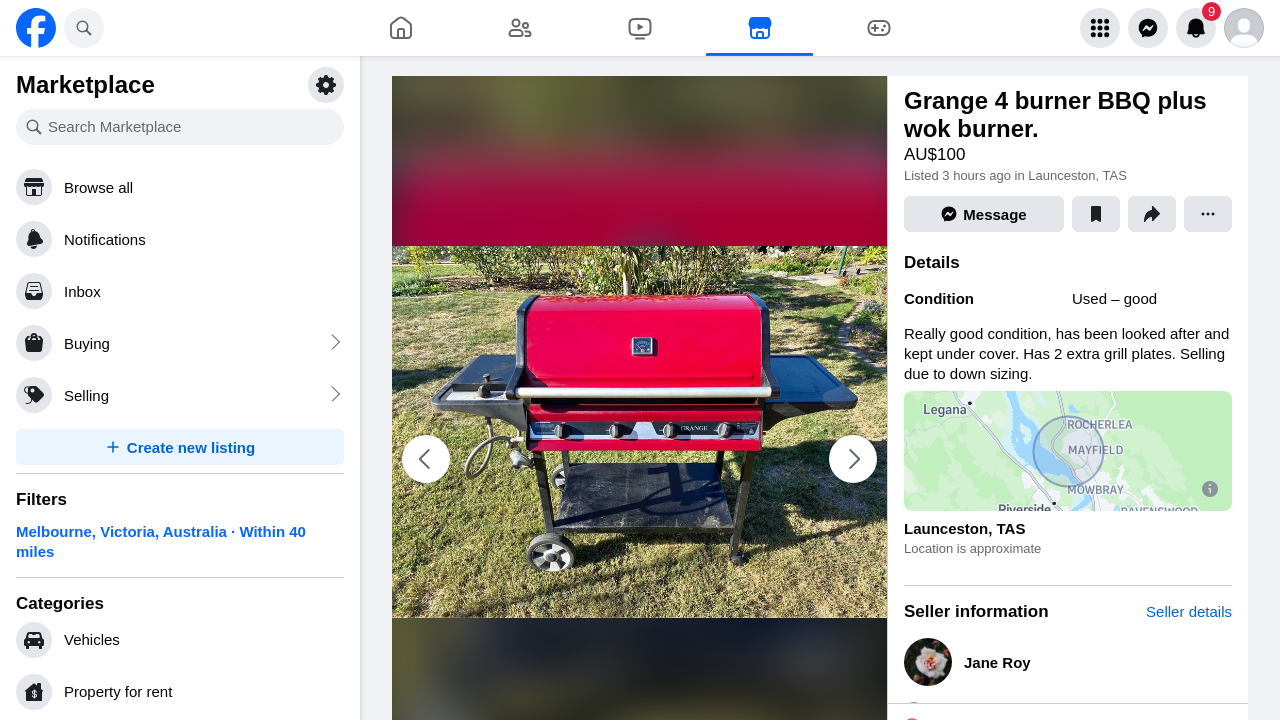 9
Marketplace
Search Marketplace
Browse all
Notifications
Inbox
Buying
Selling
Create new listing
Filters
Melbourne, Victoria, Australia · Within 40
miles
Categories
Vehicles
Property for rent
GRANGE
Grange 4 burner BBQ plus
wok burner.
AU$100
Listed 3 hours ago in Launceston, TAS
Message
Details
Condition Used – good
Really good condition, has been looked after and
kept under cover. Has 2 extra grill plates. Selling
due to down sizing.
Legana
ROCHERLEA
MAYFIELD
MOWBRAY
Riverside
RAVENSWOOD
Launceston, TAS
Location is approximate
Seller information Seller details
Jane Roy